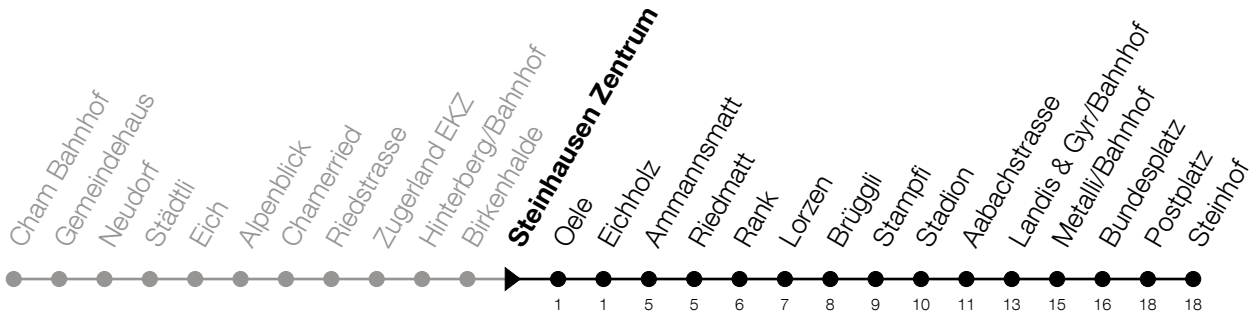 Cham Bahnhof
Gemeindehaus
Neudorf
Städtli
Eich
Alpenblick
Chamerried
Riedstrasse
Zugerland EKZ
Hinterberg/Bahnhof
Birkenhalde
Steinhausen Zentrum
Oele
Eichholz
Ammannsmatt
Riedmatt
Rank
Lorzen
Brüggli
Stampfi
Stadion
Aabachstrasse
Landis & Gyr/Bahnhof
Metalli/Bahnhof
Bundesplatz
Postplatz
Steinhof
1 1 5 5 6 7 8 9 10 11 13 15 16 18 18